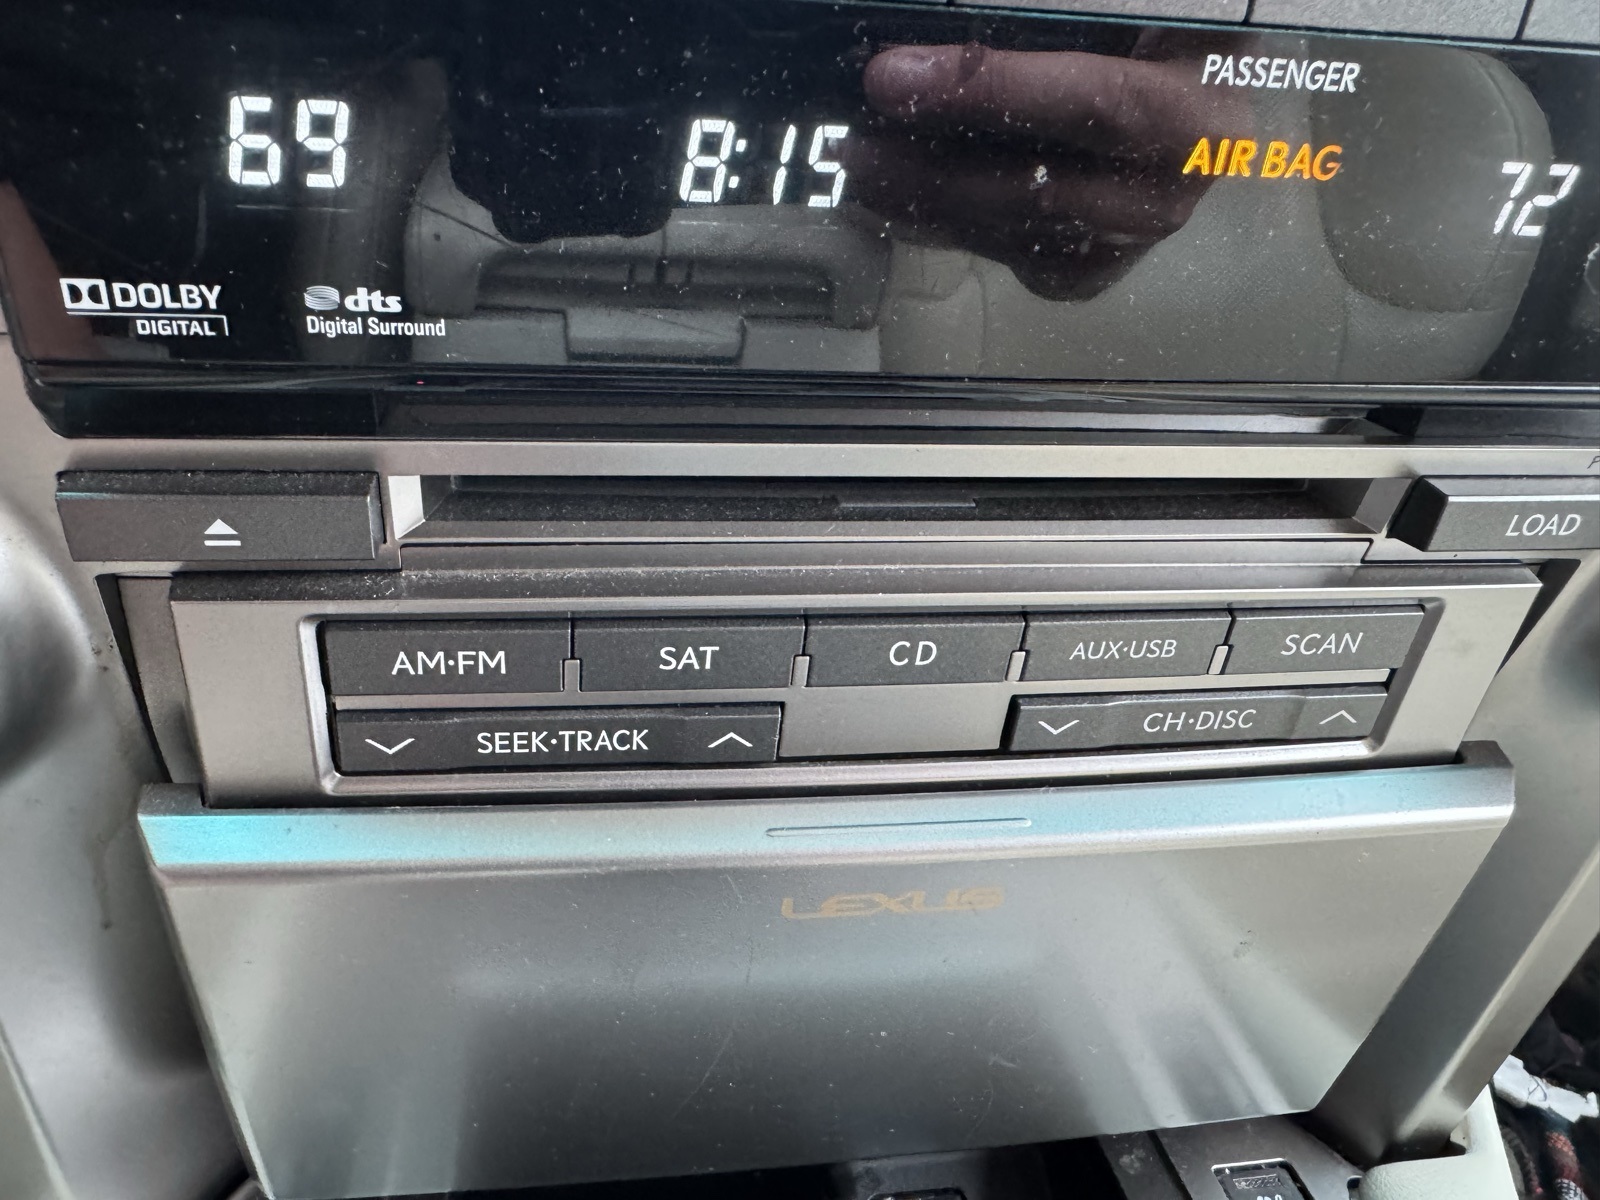 PASSENGER
69
8:15
AIR BAG
72
DOLBY
DIGITAL
dts
Digital Surround
LOAD
AM·FM
SAT
CD
AUX·USB
SCAN
SEEK·TRACK
CH·DISC
LEXUS